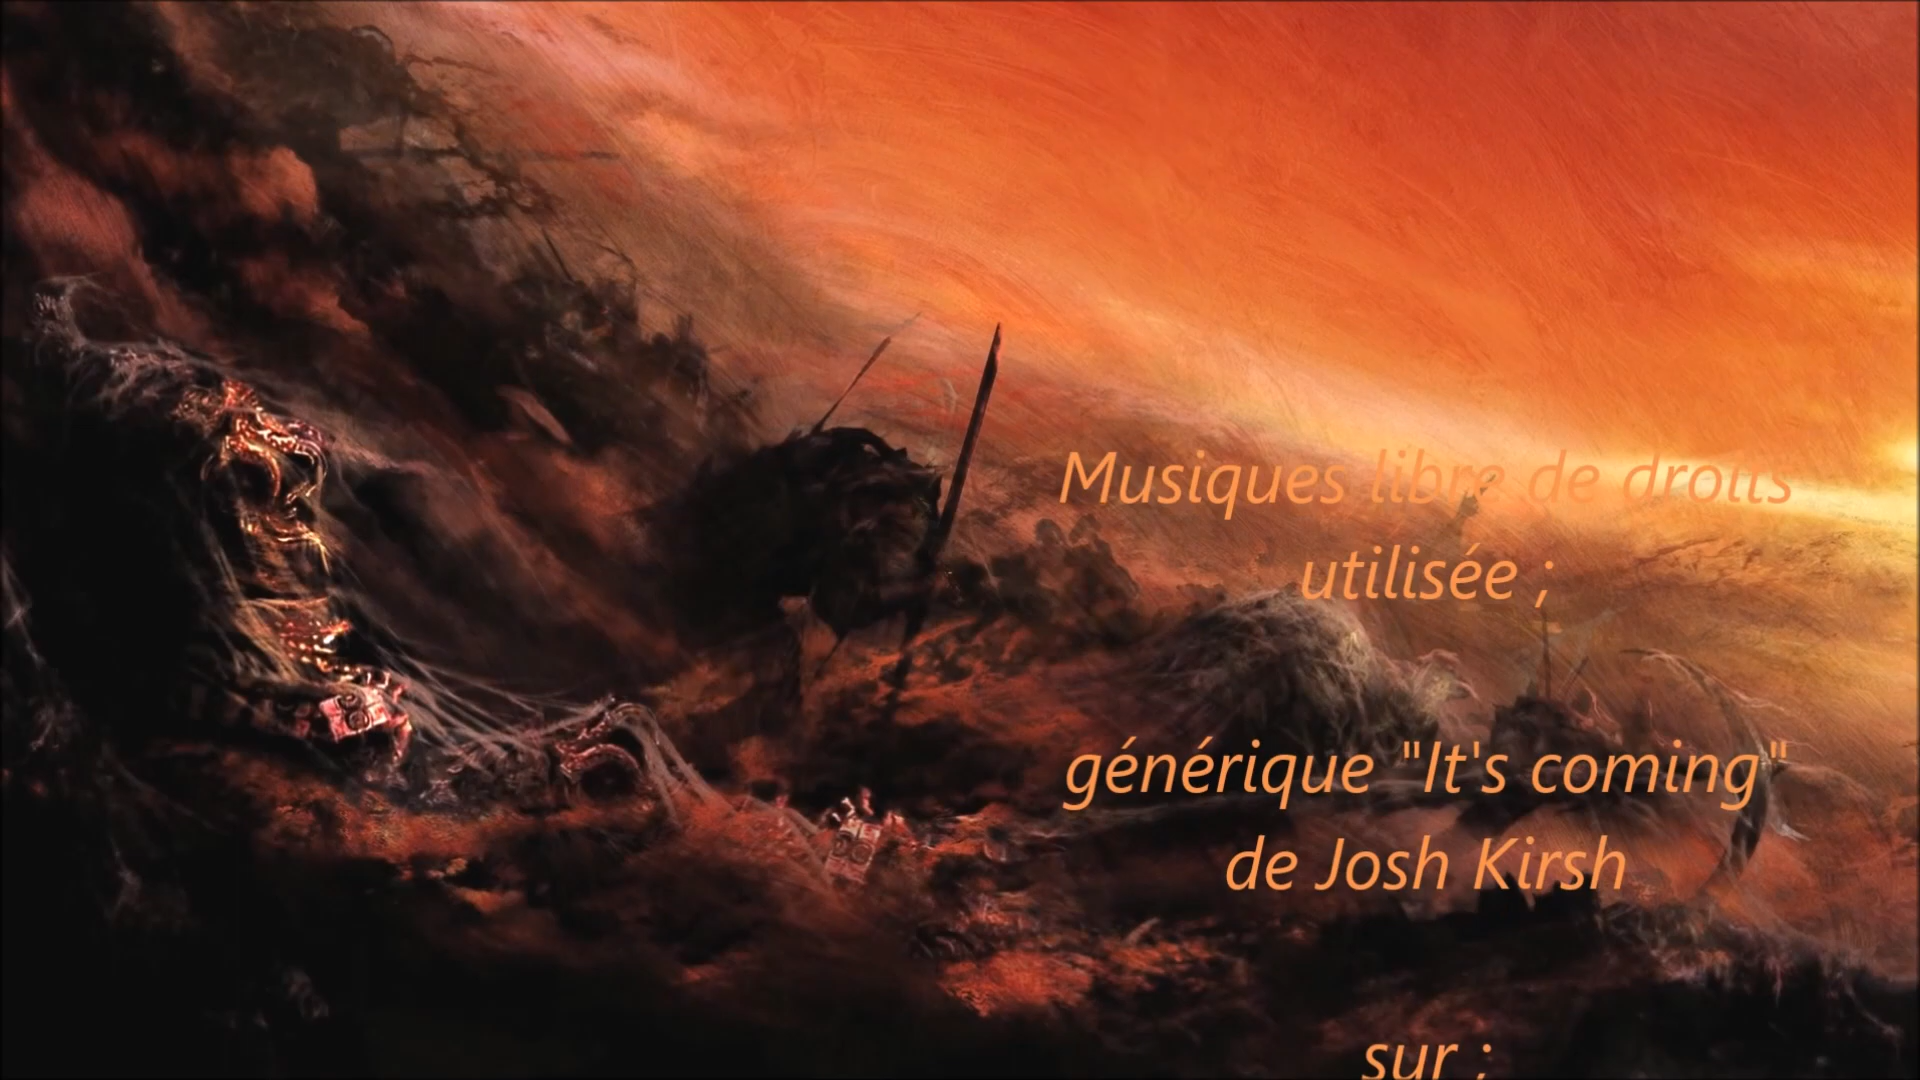 Musiques libre de droits
utilisée ;
générique "It's coming"
de Josh Kirsh
sur :